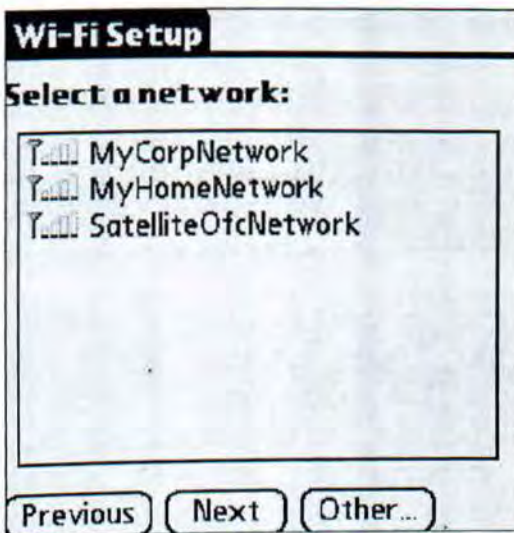 Wi-Fi Setup
Select a network:
MyCorpNetwork
MyHomeNetwork
SatelliteOfcNetwork
Previous Next Other...